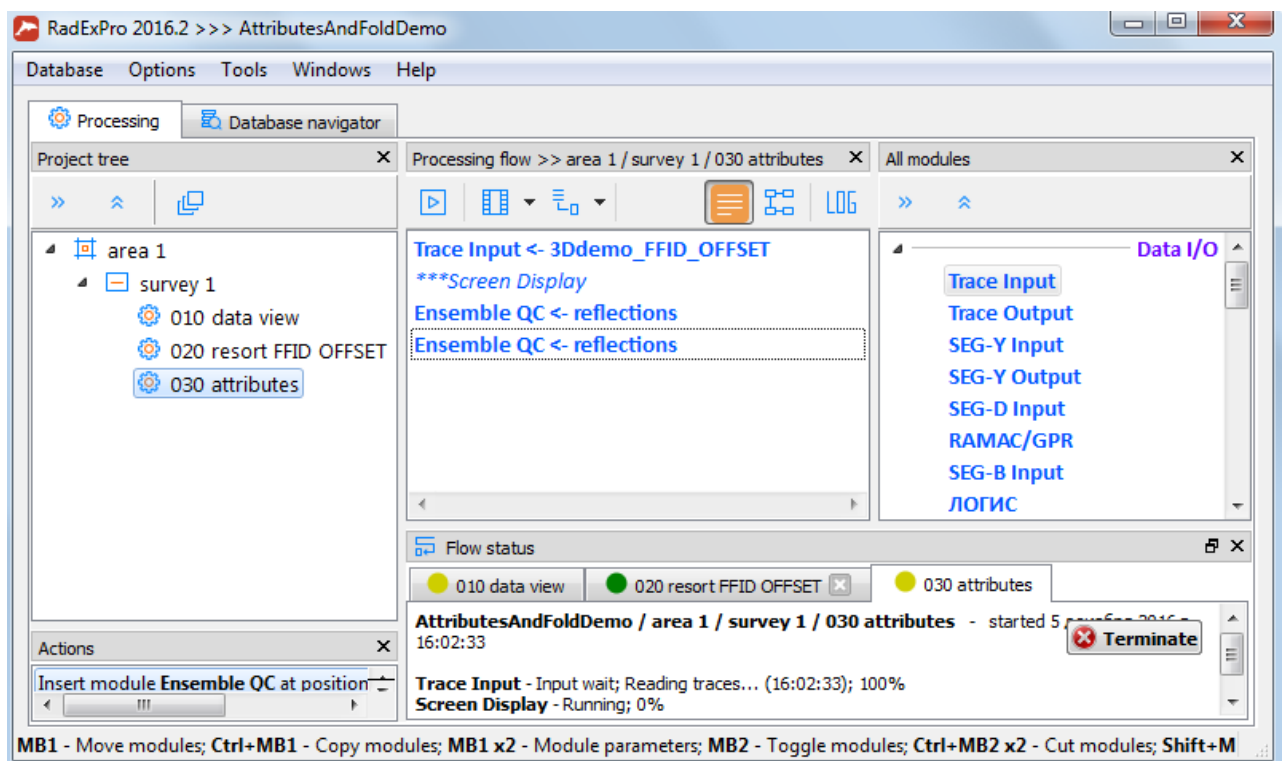 RadExPro 2016.2 >>> AttributesAndFoldDemo
Database Options Tools Windows Help
Processing Database navigator
Project tree
area 1
survey 1
010 data view
020 resort FFID OFFSET
030 attributes
Actions
Insert module Ensemble QC at position
Processing flow >> area 1 / survey 1 / 030 attributes
LOG
Trace Input <- 3Ddemo_FFID_OFFSET
***Screen Display
Ensemble QC <- reflections
Ensemble QC <- reflections
All modules
Data I/O
Trace Input
Trace Output
SEG-Y Input
SEG-Y Output
SEG-D Input
RAMAC/GPR
SEG-B Input
ЛОГИС
Flow status
010 data view 020 resort FFID OFFSET 030 attributes
AttributesAndFoldDemo / area 1 / survey 1 / 030 attributes - started 5
16:02:33
Terminate
Trace Input - Input wait; Reading traces... (16:02:33); 100%
Screen Display - Running; 0%
MB1 - Move modules; Ctrl+MB1 - Copy modules; MB1 x2 - Module parameters; MB2 - Toggle modules; Ctrl+MB2 x2 - Cut modules; Shift+M